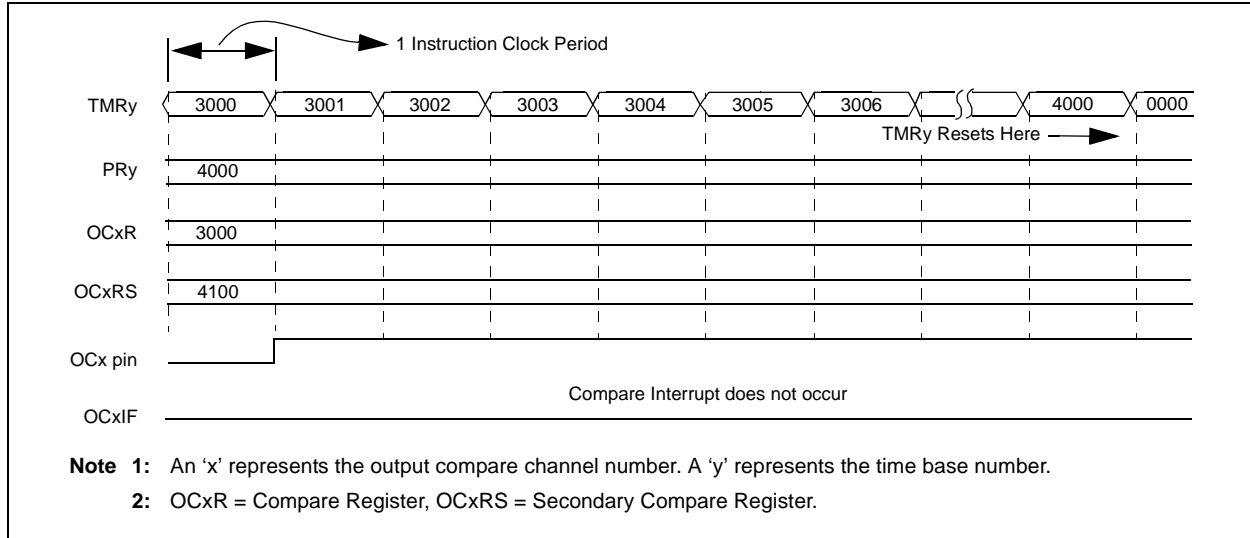 1 Instruction Clock Period
TMRy 3000 3001 3002 3003 3004 3005 3006 4000 0000
TMRy Resets Here
PRy 4000
OCxR 3000
OCxRS 4100
OCx pin
Compare Interrupt does not occur
OCxIF
Note 1: An ‘x’ represents the output compare channel number. A ‘y’ represents the time base number.
2: OCxR = Compare Register, OCxRS = Secondary Compare Register.